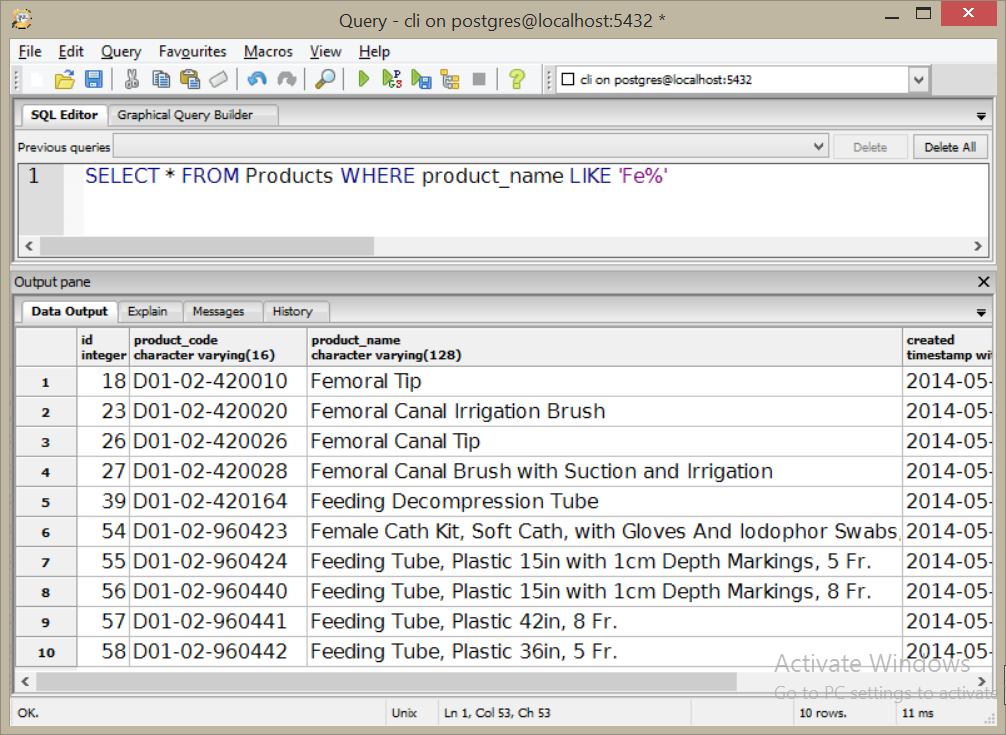 Query - cli on postgres@localhost:5432 *
File Edit Query Favourites Macros View Help
cli on postgres@localhost:5432
SQL Editor Graphical Query Builder
Previous queries Delete Delete All
1 SELECT * FROM Products WHERE product_name LIKE 'Fe%'
Output pane
Data Output Explain Messages History
id product_code product_name created
integer character varying(16) character varying(128) timestamp wi
1 18 D01-02-420010 Femoral Tip 2014-05-
2 23 D01-02-420020 Femoral Canal Irrigation Brush 2014-05-
3 26 D01-02-420026 Femoral Canal Tip 2014-05-
4 27 D01-02-420028 Femoral Canal Brush with Suction and Irrigation 2014-05-
5 39 D01-02-420164 Feeding Decompression Tube 2014-05-
6 54 D01-02-960423 Female Cath Kit, Soft Cath, with Gloves And Iodophor Swabs, 2014-05-
7 55 D01-02-960424 Feeding Tube, Plastic 15in with 1cm Depth Markings, 5 Fr. 2014-05-
8 56 D01-02-960440 Feeding Tube, Plastic 15in with 1cm Depth Markings, 8 Fr. 2014-05-
9 57 D01-02-960441 Feeding Tube, Plastic 42in, 8 Fr. 2014-05-
10 58 D01-02-960442 Feeding Tube, Plastic 36in, 5 Fr. 2014-05-
Activate Windows
Go to PC settings to activate
OK. Unix Ln 1, Col 53, Ch 53 10 rows. 11 ms